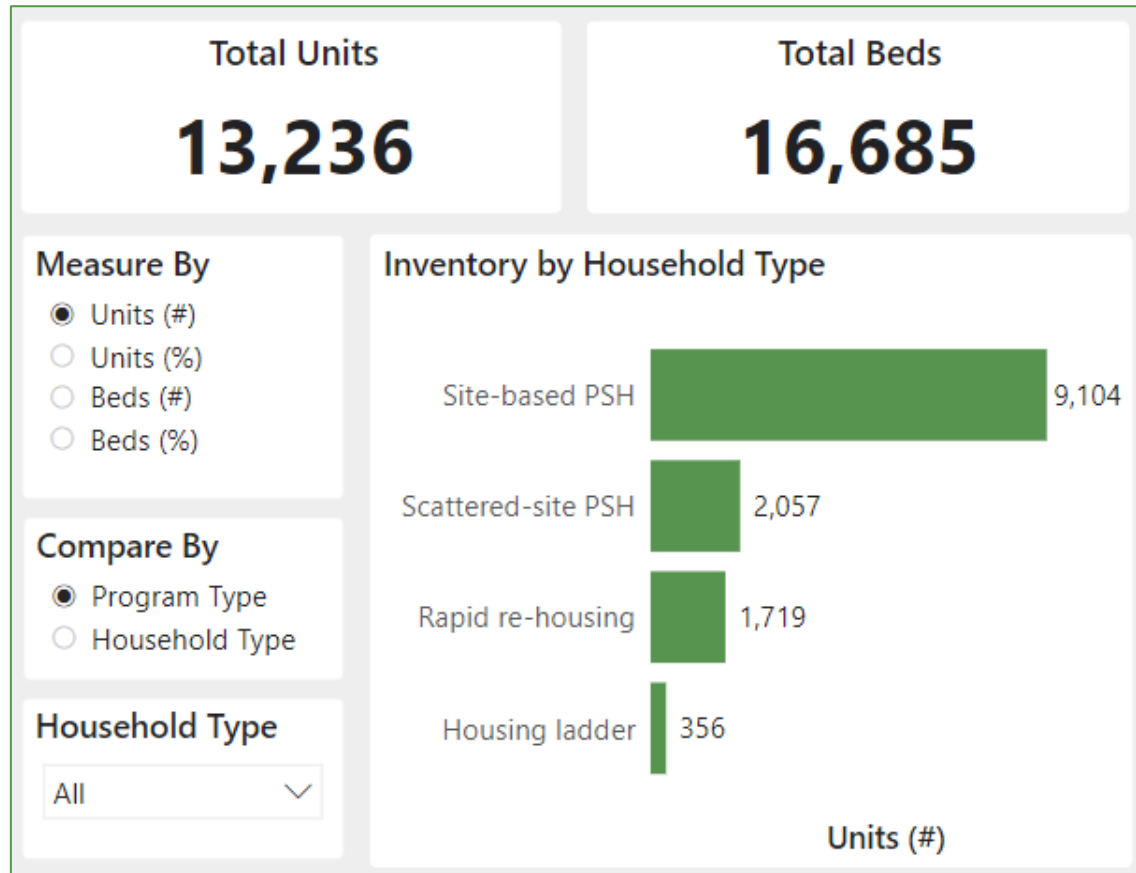 Total Units
13,236
Total Beds
16,685
Measure By
Units (#)
Units (%)
Beds (#)
Beds (%)
Compare By
Program Type
Household Type
Household Type
All
Inventory by Household Type
Site-based PSH 9,104
Scattered-site PSH 2,057
Rapid re-housing 1,719
Housing ladder 356
Units (#)